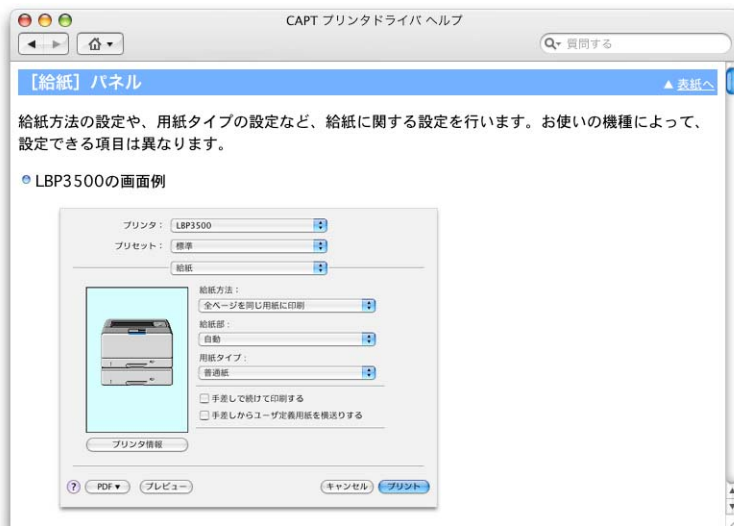 CAPT プリンタドライバ ヘルプ
質問する
［給紙］パネル
▲ 表紙へ
給紙方法の設定や、用紙タイプの設定など、給紙に関する設定を行います。お使いの機種によって、
設定できる項目は異なります。
LBP3500の画面例
プリンタ： LBP3500
プリセット： 標準
給紙
給紙方法：
全ページを同じ用紙に印刷
給紙部：
自動
用紙タイプ：
普通紙
手差しで続けて印刷する
手差しからユーザ定義用紙を横送りする
プリンタ情報
? PDF▼ プレビュー キャンセル プリント